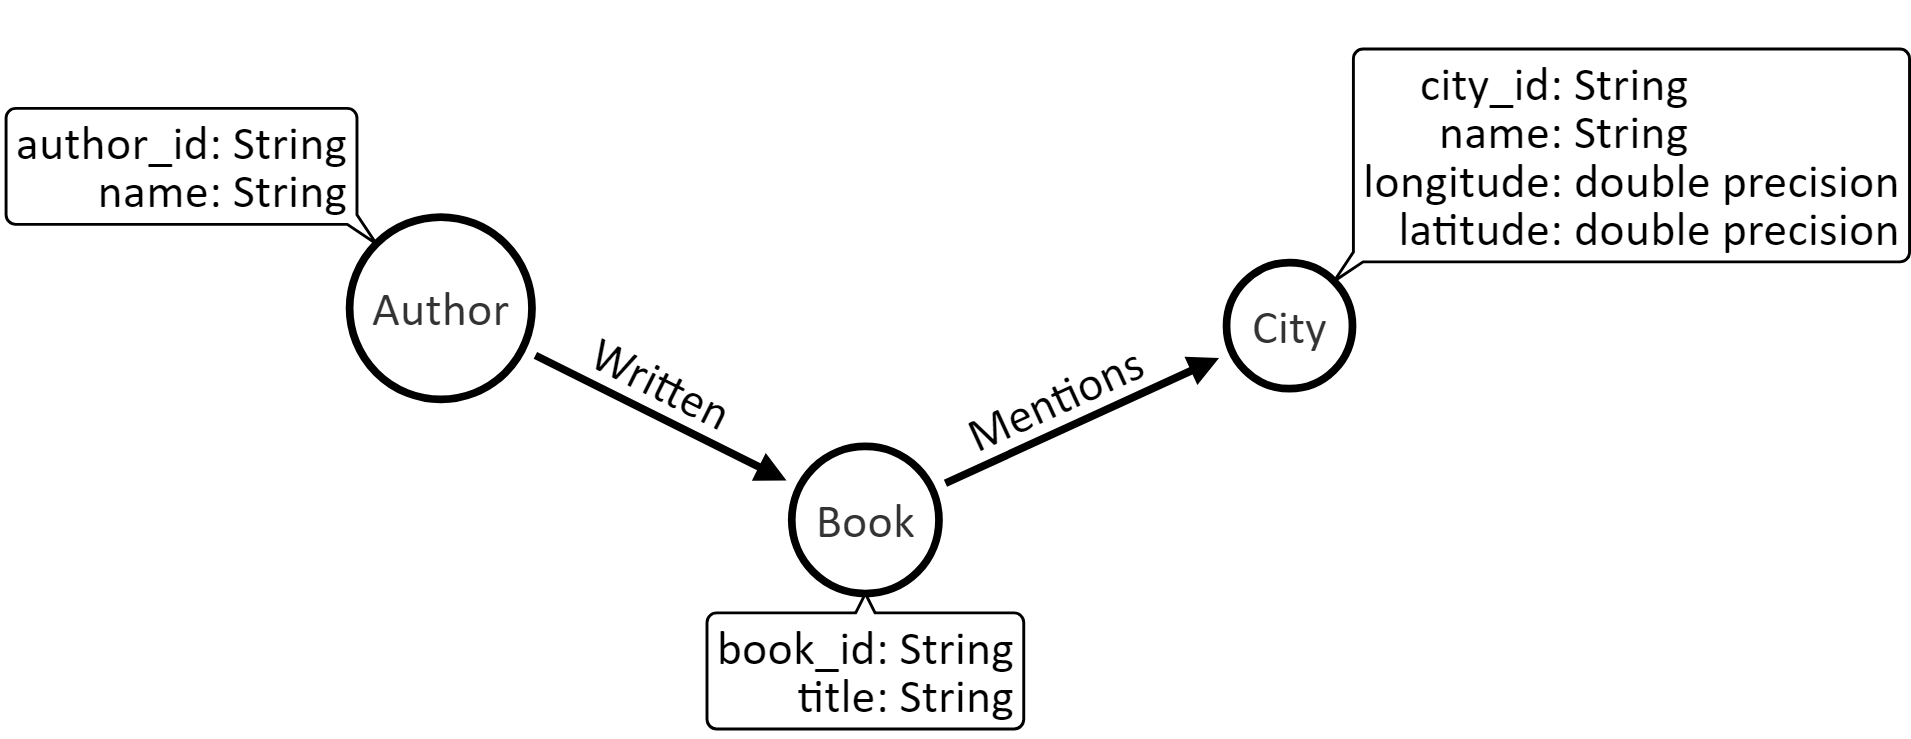 author_id: String
name: String
Author
Written
Book
book_id: String
title: String
Mentions
City
city_id: String
name: String
longitude: double precision
latitude: double precision